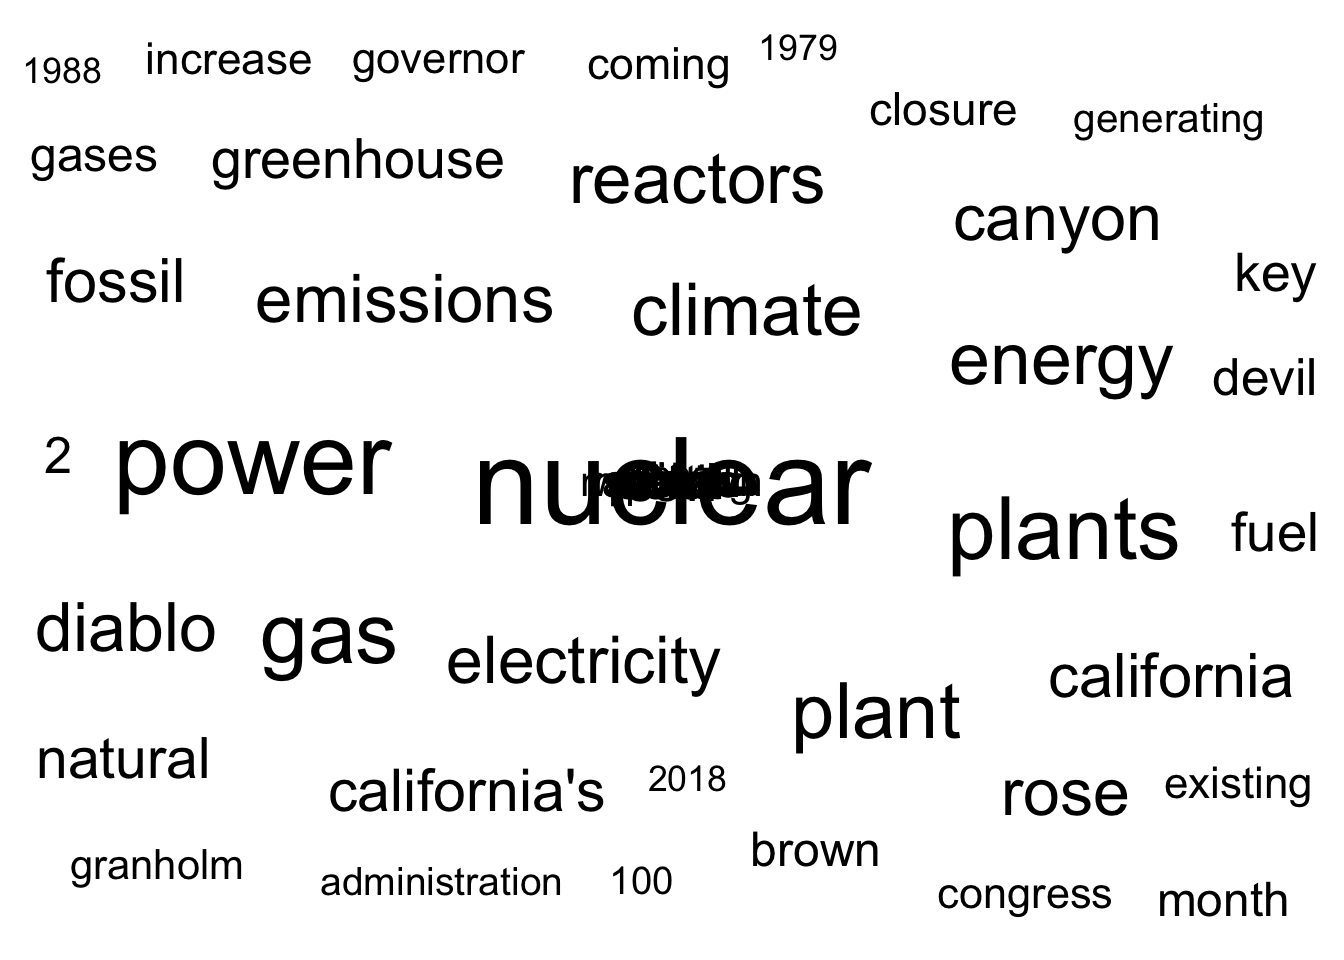 1988 increase governor coming 1979
closure generating
gases greenhouse reactors
canyon
fossil emissions climate key
energy devil
2 power nuclear
plants fuel
diablo gas electricity california
plant
natural california's 2018 rose existing
granholm administration 100 brown
congress month